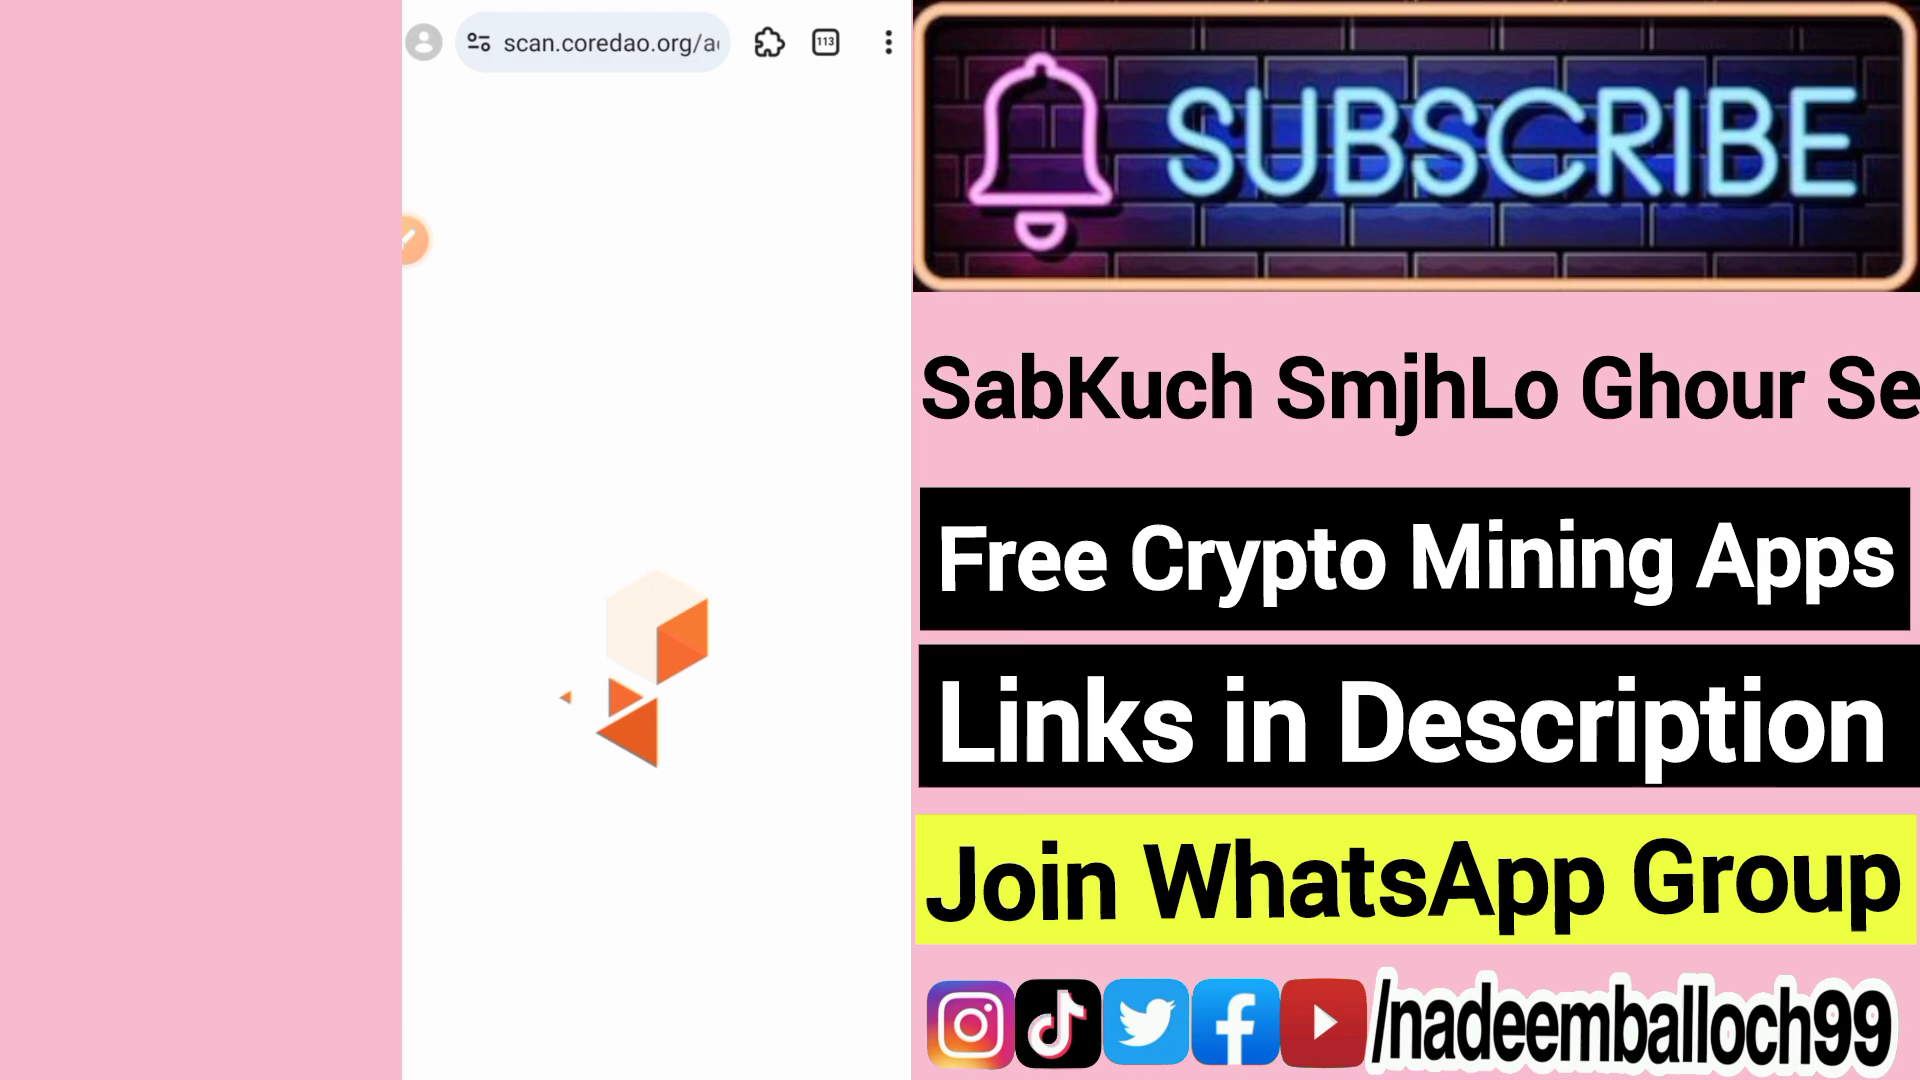 scan.coredao.org/a
113
SUBSCRIBE
SabKuch SmjhLo Ghour Se
Free Crypto Mining Apps
Links in Description
Join WhatsApp Group
/nadeemballoch99